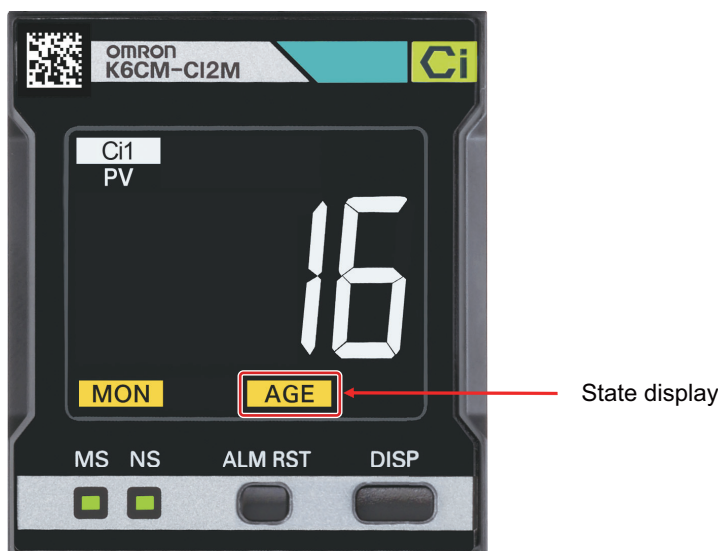 omron
K6CM-CI2M
Ci
Ci1
PV
16
MON
AGE
State display
MS NS ALM RST DISP